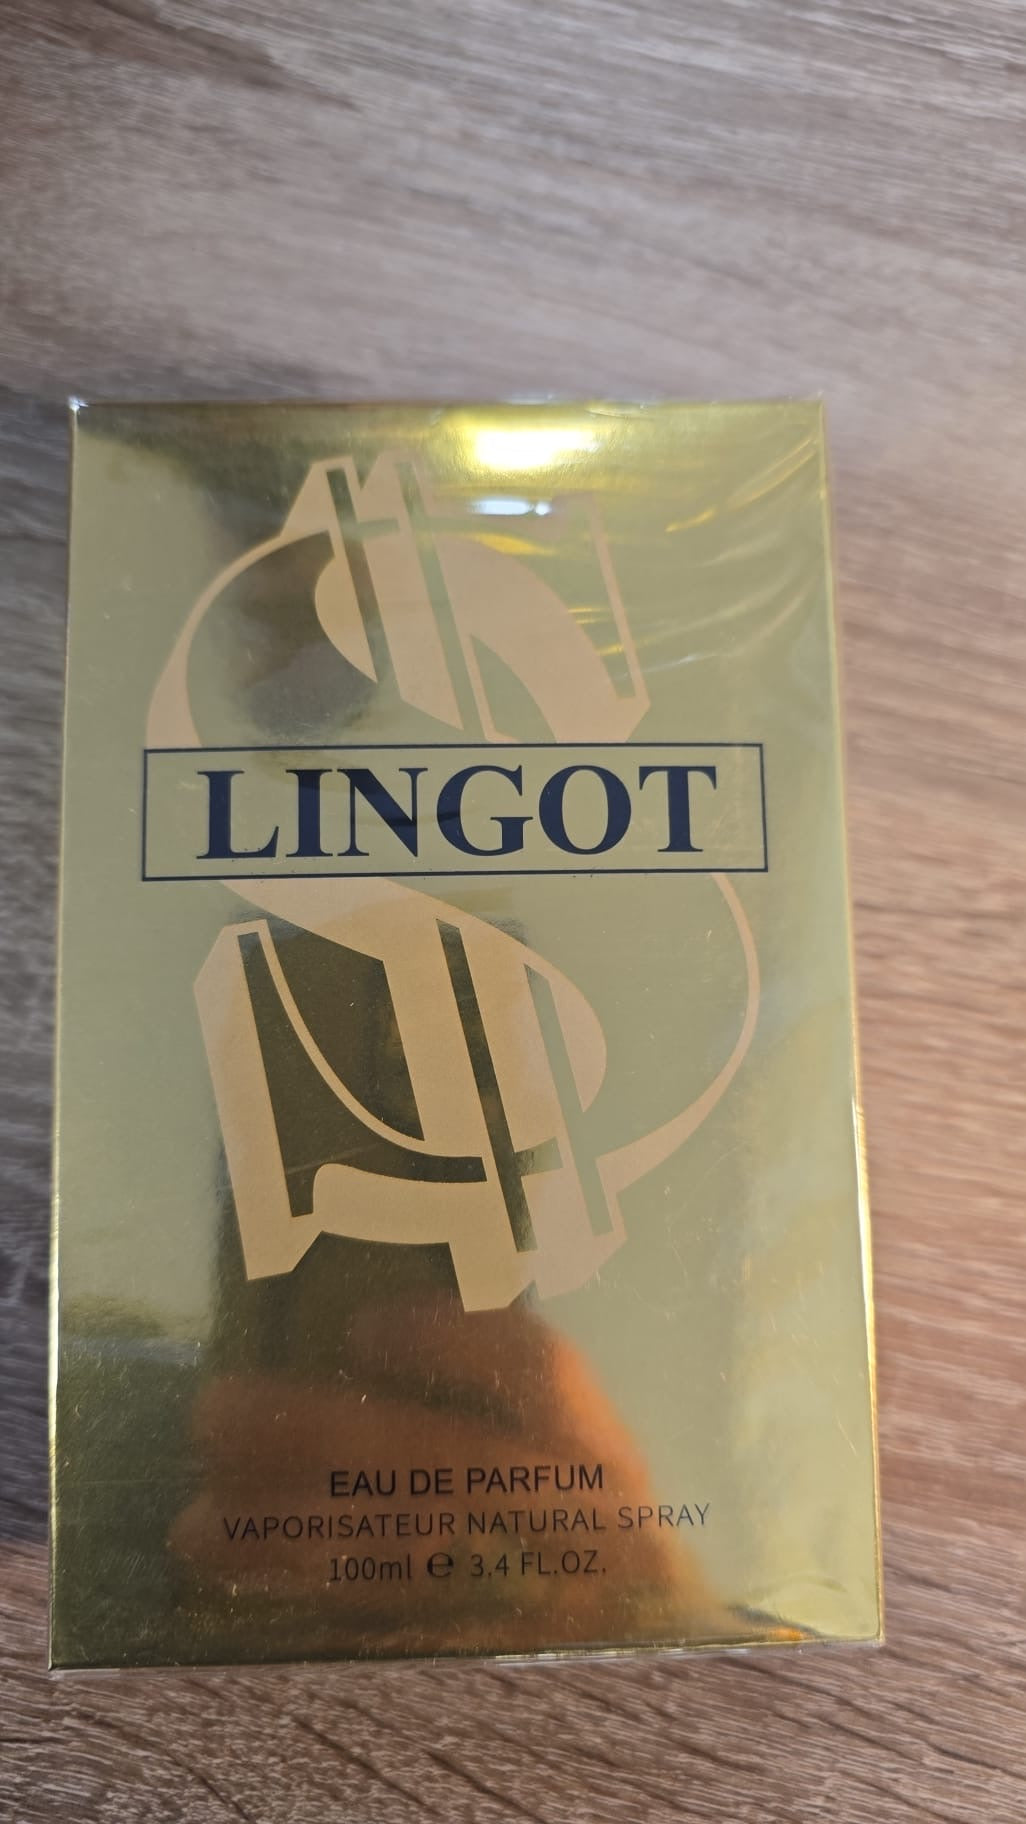 LINGOT
EAU DE PARFUM
VAPORISATEUR NATURAL SPRAY
100ml ℮ 3.4 FL.OZ.